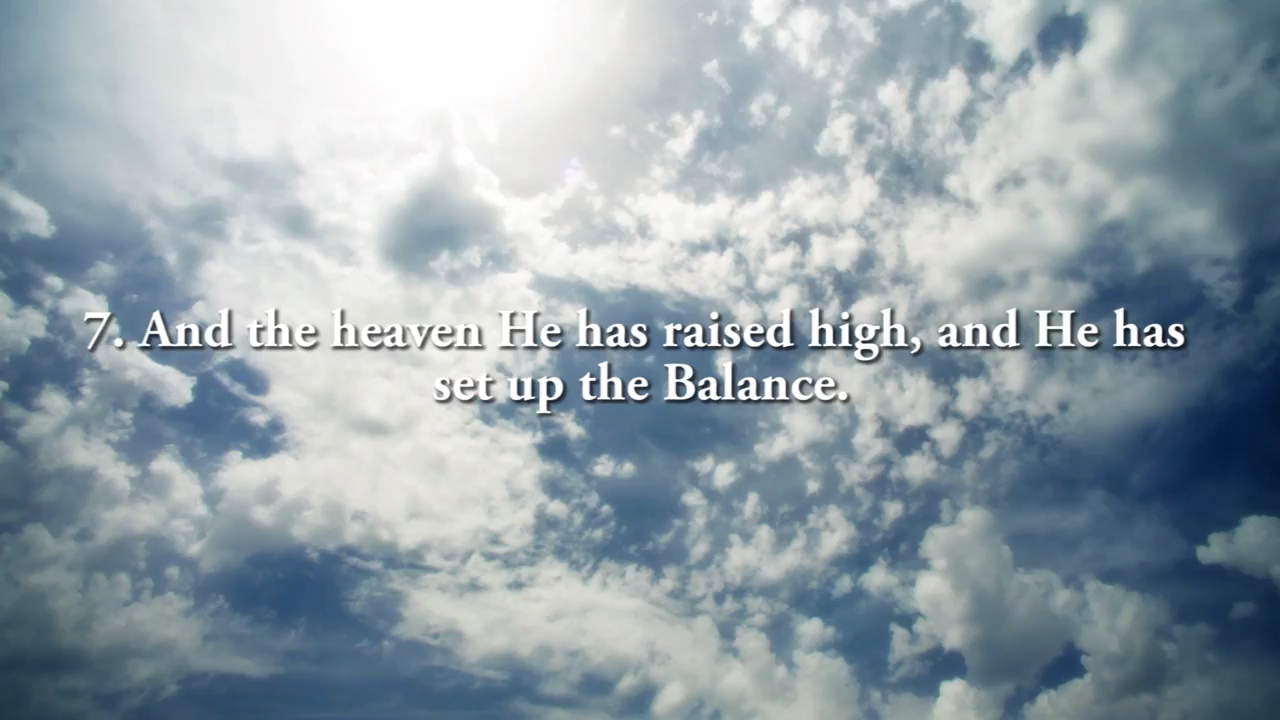 7. And the heaven He has raised high, and He has
set up the Balance.